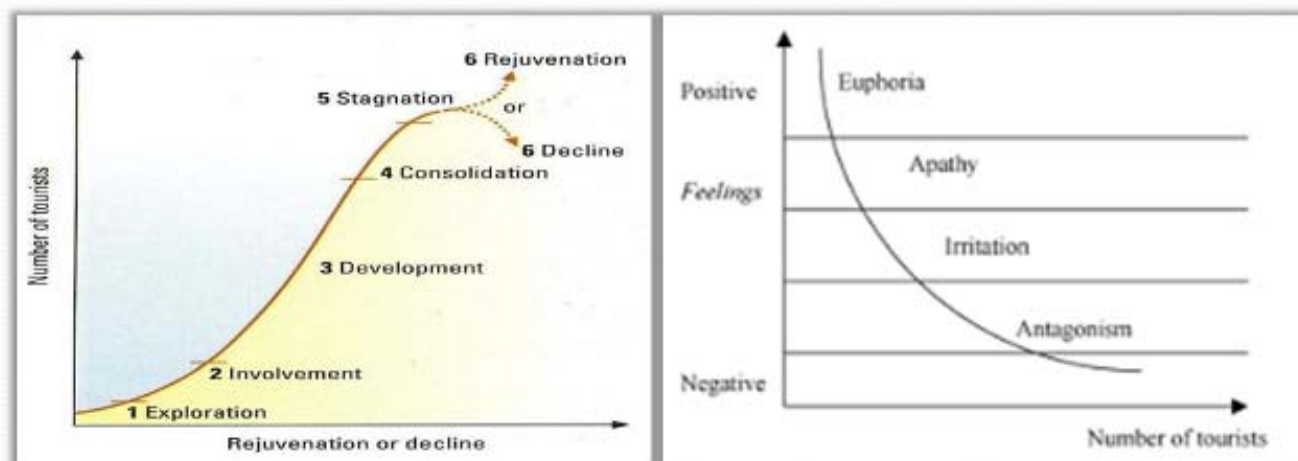 6 Rejuvenation
5 Stagnation
or
6 Decline
4 Consolidation
3 Development
2 Involvement
1 Exploration
Number of tourists
Rejuvenation or decline
Positive
Euphoria
Apathy
Feelings
Irritation
Antagonism
Negative
Number of tourists